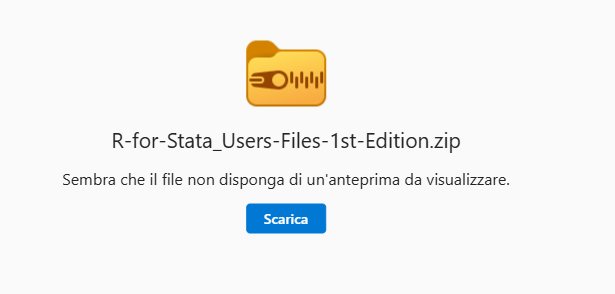 R-for-Stata_Users-Files-1st-Edition.zip
Sembra che il file non disponga di un'anteprima da visualizzare.
Scarica